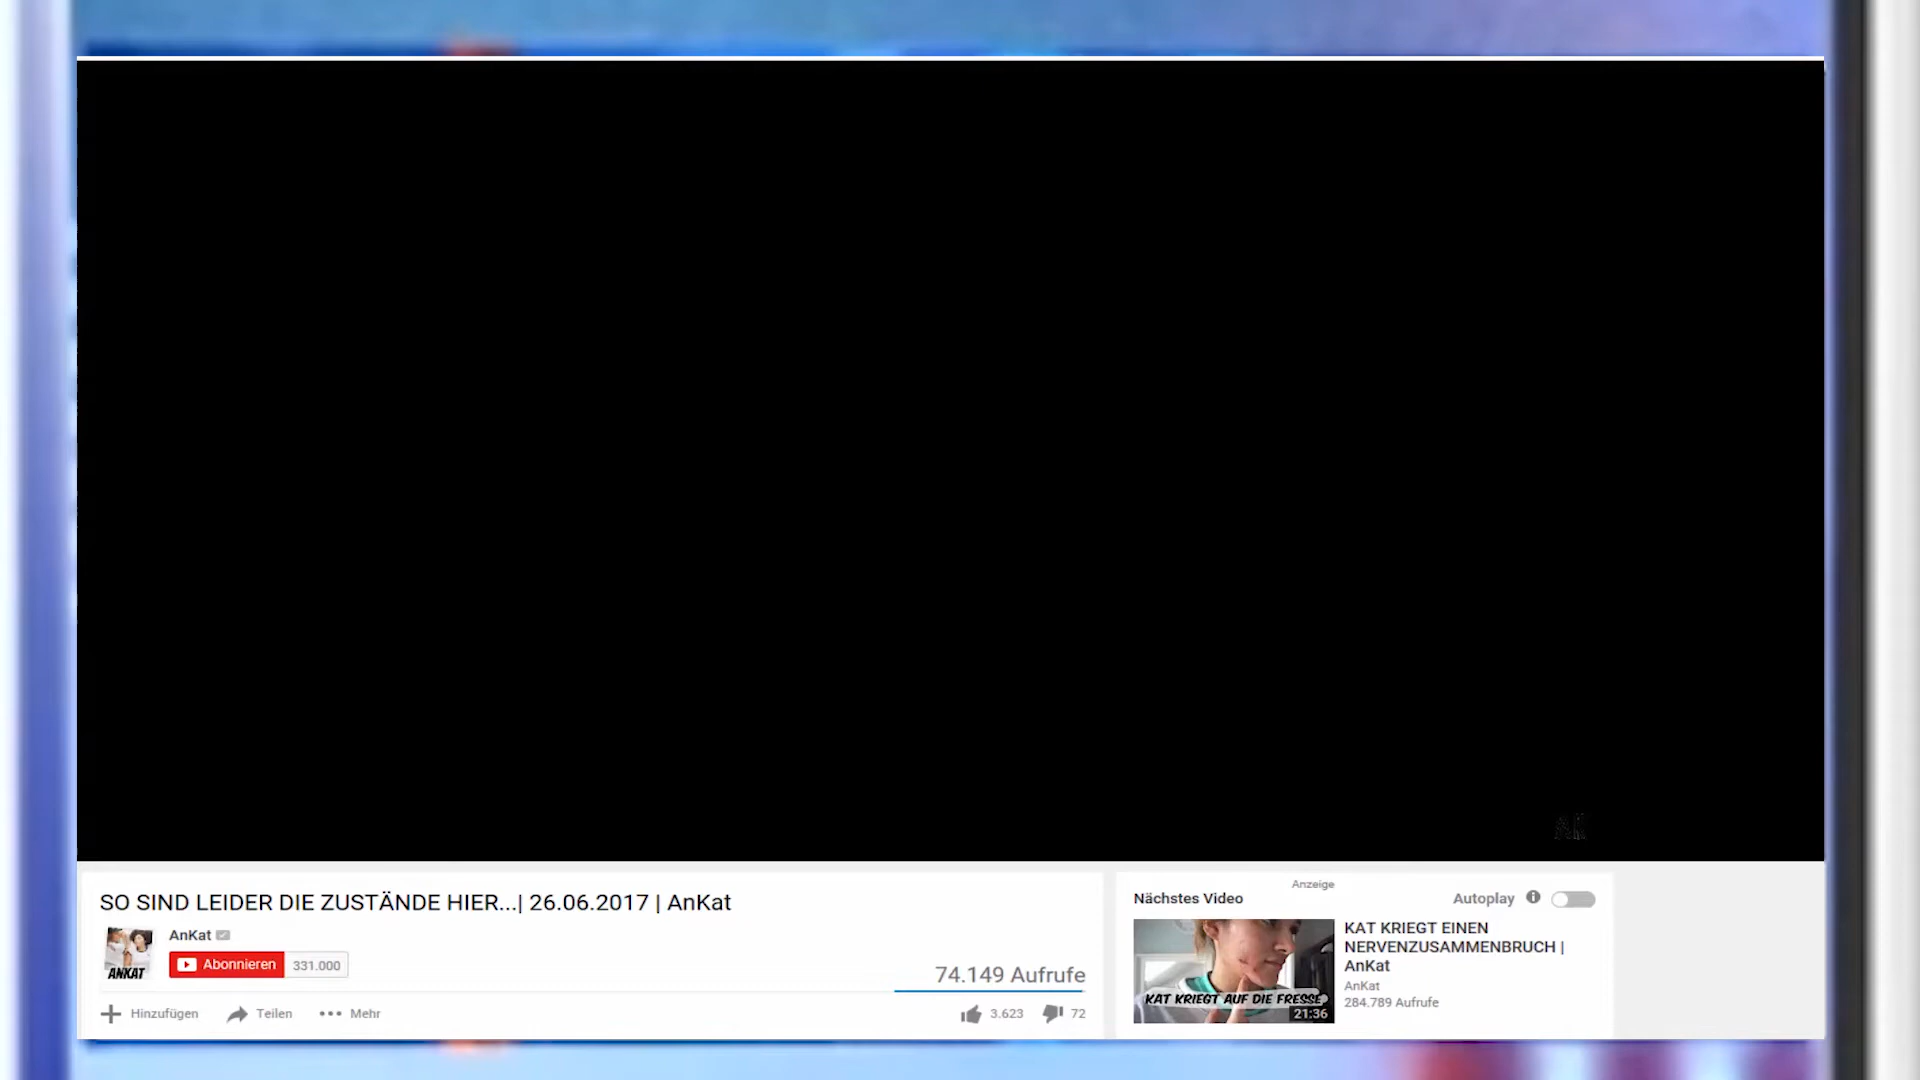 AK
SO SIND LEIDER DIE ZUSTÄNDE HIER...| 26.06.2017 | AnKat
AnKat
ANKAT
Abonnieren 331.000
74.149 Aufrufe
Hinzufügen Teilen Mehr
3.623 72
Anzeige
Nächstes Video Autoplay
KAT KRIEGT AUF DIE FRESSE
21:36
KAT KRIEGT EINEN
NERVENZUSAMMENBRUCH |
AnKat
AnKat
284.789 Aufrufe